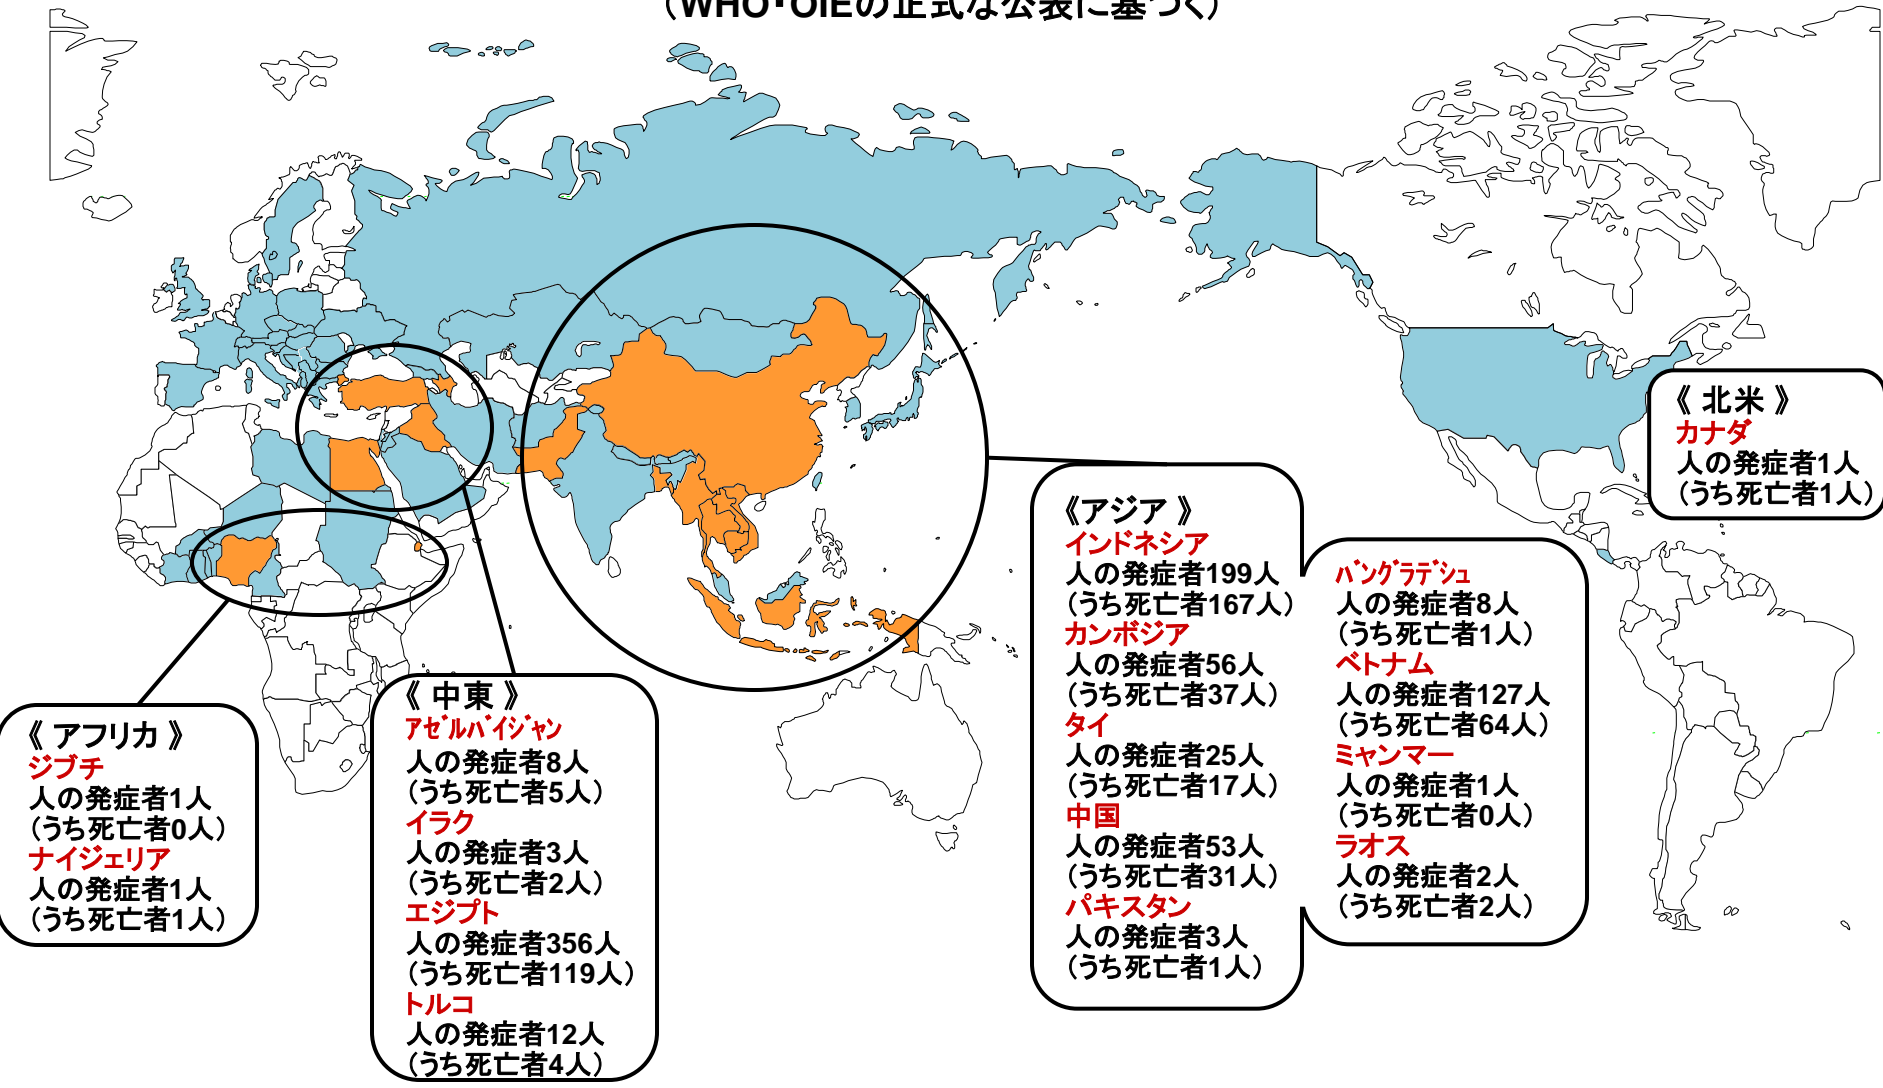 (WHO・OIEの正式な公表に基づく)
《 北米 》
カナダ
人の発症者1人
(うち死亡者1人)
《アジア 》
インドネシア
人の発症者199人
(うち死亡者167人)
カンボジア
人の発症者56人
(うち死亡者37人)
タイ
人の発症者25人
(うち死亡者17人)
中国
人の発症者53人
(うち死亡者31人)
パキスタン
人の発症者3人
(うち死亡者1人)
バングラデシュ
人の発症者8人
(うち死亡者1人)
ベトナム
人の発症者127人
(うち死亡者64人)
ミャンマー
人の発症者1人
(うち死亡者0人)
ラオス
人の発症者2人
(うち死亡者2人)
《 中東 》
アゼルバイジャン
人の発症者8人
(うち死亡者5人)
イラク
人の発症者3人
(うち死亡者2人)
エジプト
人の発症者356人
(うち死亡者119人)
トルコ
人の発症者12人
(うち死亡者4人)
《 アフリカ 》
ジブチ
人の発症者1人
(うち死亡者0人)
ナイジェリア
人の発症者1人
(うち死亡者1人)